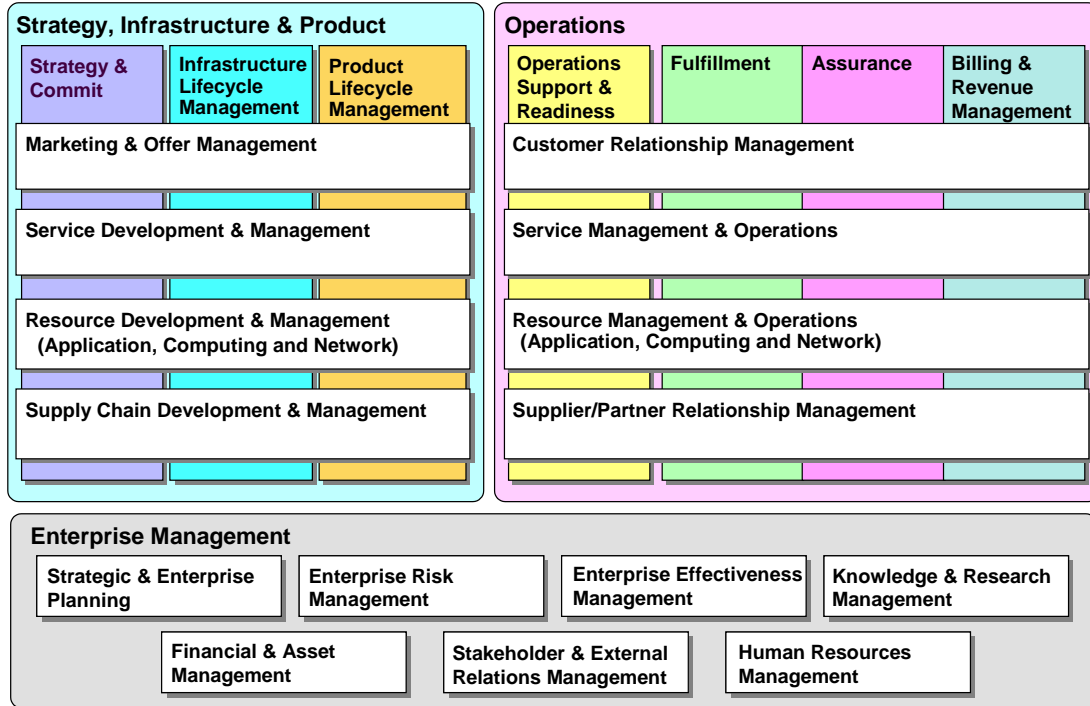 Strategy, Infrastructure & Product
Strategy &
Commit
Infrastructure
Lifecycle
Management
Product
Lifecycle
Management
Marketing & Offer Management
Service Development & Management
Resource Development & Management
(Application, Computing and Network)
Supply Chain Development & Management
Operations
Operations
Support &
Readiness
Fulfillment
Assurance
Billing &
Revenue
Management
Customer Relationship Management
Service Management & Operations
Resource Management & Operations
(Application, Computing and Network)
Supplier/Partner Relationship Management
Enterprise Management
Strategic & Enterprise
Planning
Enterprise Risk
Management
Enterprise Effectiveness
Management
Knowledge & Research
Management
Financial & Asset
Management
Stakeholder & External
Relations Management
Human Resources
Management